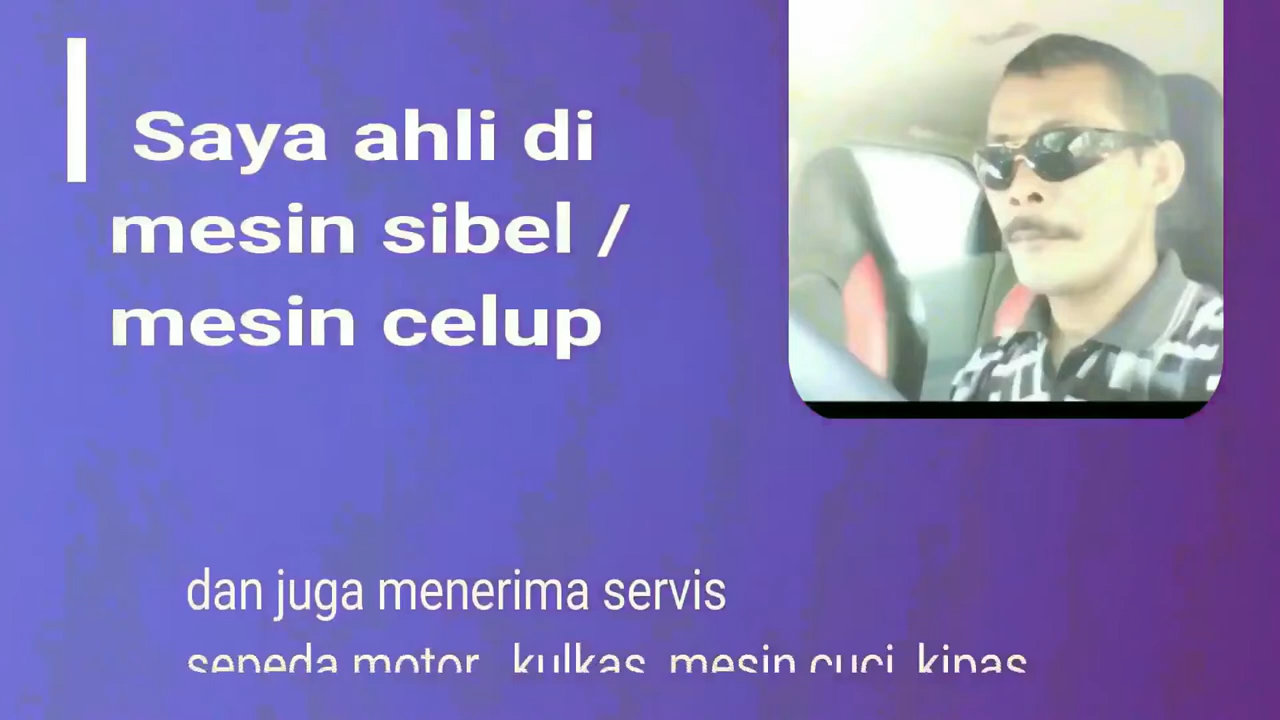 Saya ahli di
mesin sibel /
mesin celup
dan juga menerima servis
sepeda motor kulkas mesin cuci kipas